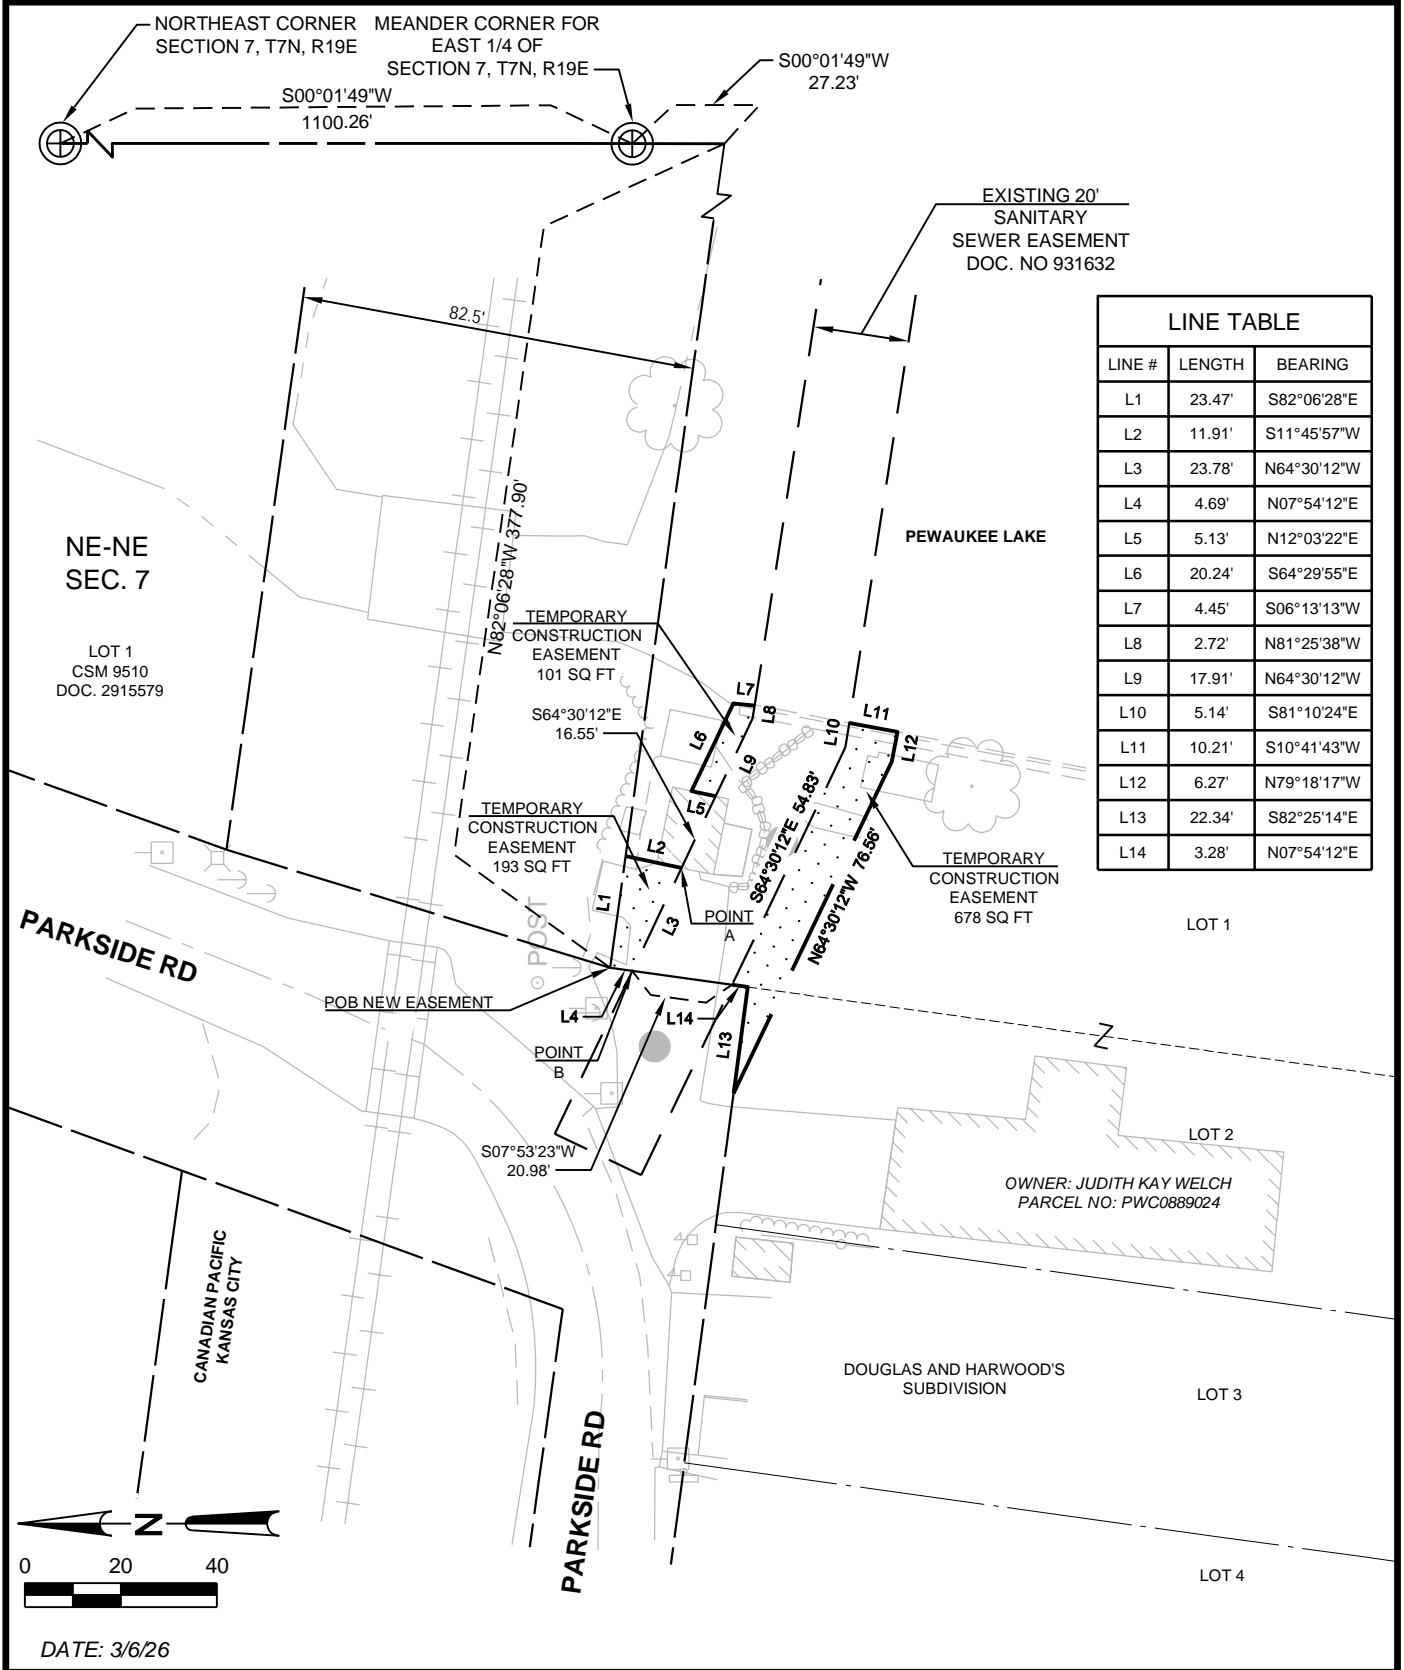 NORTHEAST CORNER
SECTION 7, T7N, R19E
MEANDER CORNER FOR
EAST 1/4 OF
SECTION 7, T7N, R19E
S00°01'49"W
27.23'
S00°01'49"W
1100.26'
EXISTING 20'
SANITARY
SEWER EASEMENT
DOC. NO 931632
82.5'
LINE TABLE
LINE # LENGTH BEARING
L1 23.47' S82°06'28"E
L2 11.91' S11°45'57"W
L3 23.78' N64°30'12"W
L4 4.69' N07°54'12"E
L5 5.13' N12°03'22"E
L6 20.24' S64°29'55"E
L7 4.45' S06°13'13"W
L8 2.72' N81°25'38"W
L9 17.91' N64°30'12"W
L10 5.14' S81°10'24"E
L11 10.21' S10°41'43"W
L12 6.27' N79°18'17"W
L13 22.34' S82°25'14"E
L14 3.28' N07°54'12"E
NE-NE
SEC. 7
LOT 1
CSM 9510
DOC. 2915579
N82°06'28"W 377.90'
PEWAUKEE LAKE
TEMPORARY
CONSTRUCTION
EASEMENT
101 SQ FT
S64°30'12"E
16.55'
L7
L8
L6
L9
L5
L10
L11
L12
TEMPORARY
CONSTRUCTION
EASEMENT
193 SQ FT
L2
L1
L3
S64°30'12"E 54.83'
N64°30'12"W 76.56'
TEMPORARY
CONSTRUCTION
EASEMENT
678 SQ FT
POINT
A
POST
LOT 1
PARKSIDE RD
POB NEW EASEMENT
L4
L14
L13
POINT
B
S07°53'23"W
20.98'
Z
LOT 2
OWNER: JUDITH KAY WELCH
PARCEL NO: PWC0889024
CANADIAN PACIFIC
KANSAS CITY
DOUGLAS AND HARWOOD'S
SUBDIVISION
LOT 3
PARKSIDE RD
N
0 20 40
LOT 4
DATE: 3/6/26